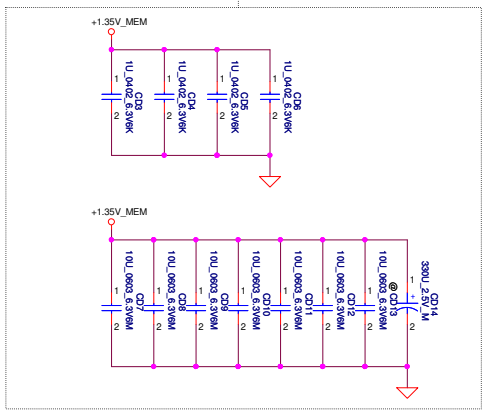 +1.35V_MEM
1
2
CD3
1U_0402_6.3V6K
1
2
CD4
1U_0402_6.3V6K
1
2
CD5
1U_0402_6.3V6K
1
2
CD6
1U_0402_6.3V6K
+1.35V_MEM
1
2
CD7
10U_0603_6.3V6M
1
2
CD8
10U_0603_6.3V6M
1
2
CD9
10U_0603_6.3V6M
1
2
CD10
10U_0603_6.3V6M
1
2
CD11
10U_0603_6.3V6M
1
2
CD12
10U_0603_6.3V6M
1
2
@ CD13
10U_0603_6.3V6M
1
+
2
CD14
330U_2.5V_M